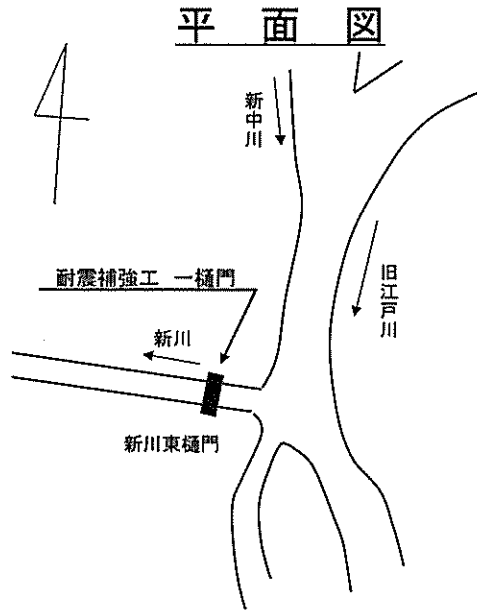 平 面 図
新中川
旧江戸川
耐震補強工 一樋門
新川
新川東樋門